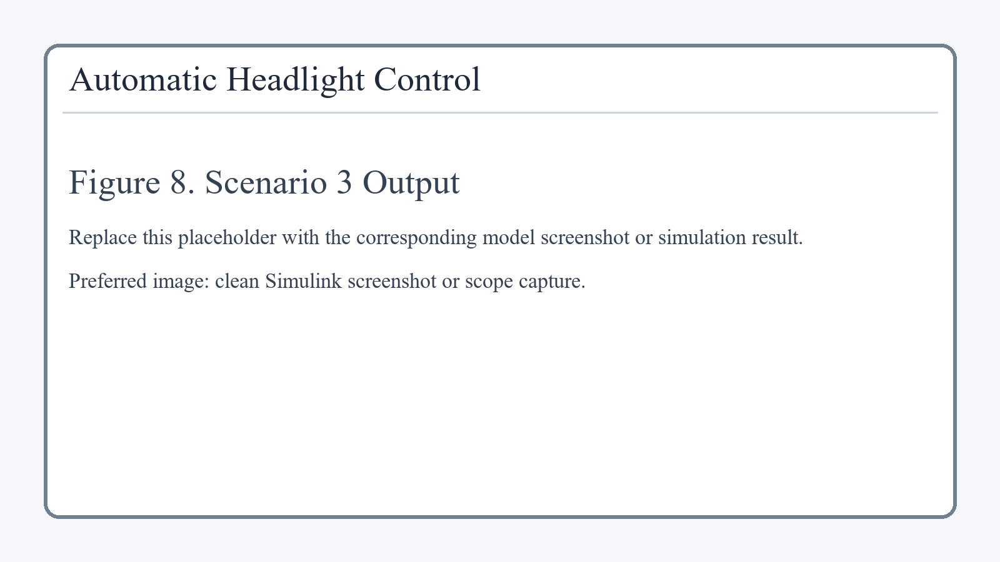 Automatic Headlight Control
Figure 8. Scenario 3 Output
Replace this placeholder with the corresponding model screenshot or simulation result.
Preferred image: clean Simulink screenshot or scope capture.